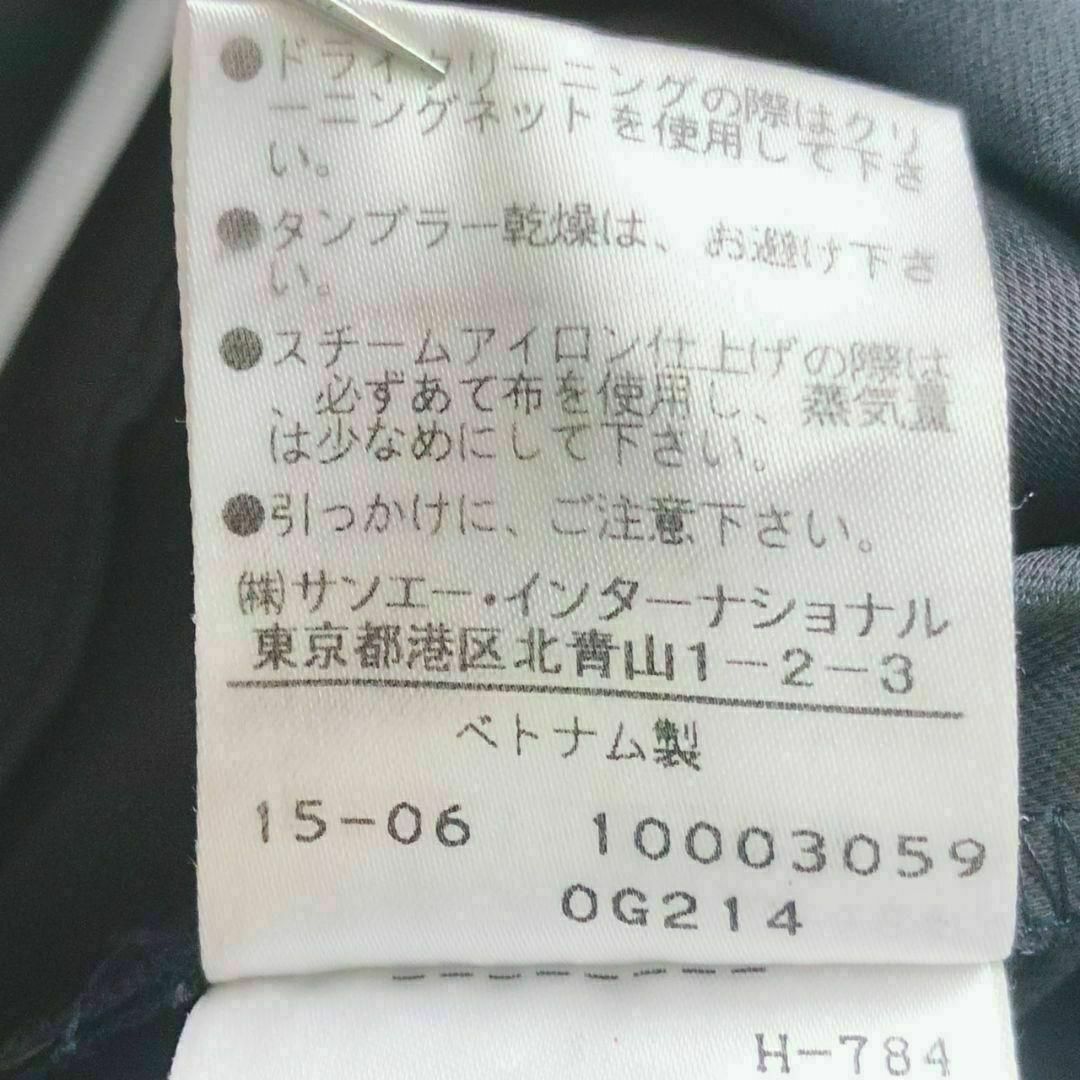 ●ドライクリーニングの際はクリ
ーニングネットを使用して下さ
い。
●タンブラー乾燥は、お避け下さ
い。
●スチームアイロン仕上げの際は
、必ずあて布を使用し、蒸気量
は少なめにして下さい。
●引っかけに、ご注意下さい。
㈱サンエー・インターナショナル
東京都港区北青山1-2-3
ベトナム製
15-06 10003059
0G214
H-784